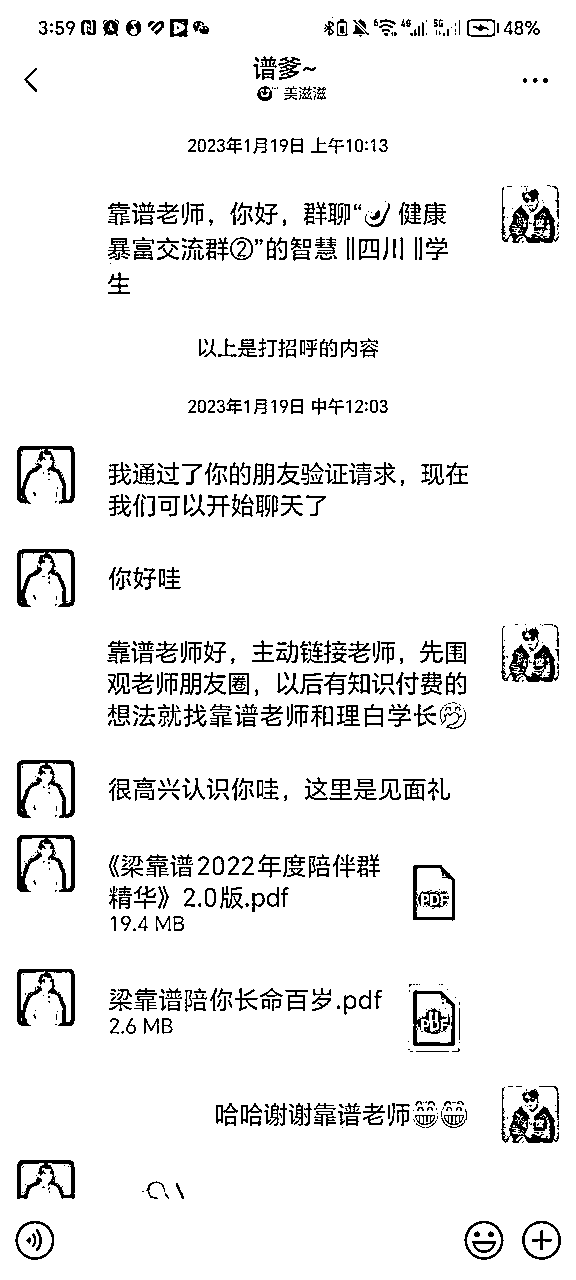 3:59
48%
谱爹~
美滋滋
2023年1月19日 上午10:13
靠谱老师，你好，群聊“🌶 健康
暴富交流群②”的智慧 ‖四川 ‖学
生
以上是打招呼的内容
2023年1月19日 中午12:03
我通过了你的朋友验证请求，现在
我们可以开始聊天了
你好哇
靠谱老师好，主动链接老师，先围
观老师朋友圈，以后有知识付费的
想法就找靠谱老师和理白学长🤭
很高兴认识你哇，这里是见面礼
《梁靠谱2022年度陪伴群
精华》2.0版.pdf
19.4 MB
PDF
梁靠谱陪你长命百岁.pdf
2.6 MB
哈哈谢谢靠谱老师😁😁